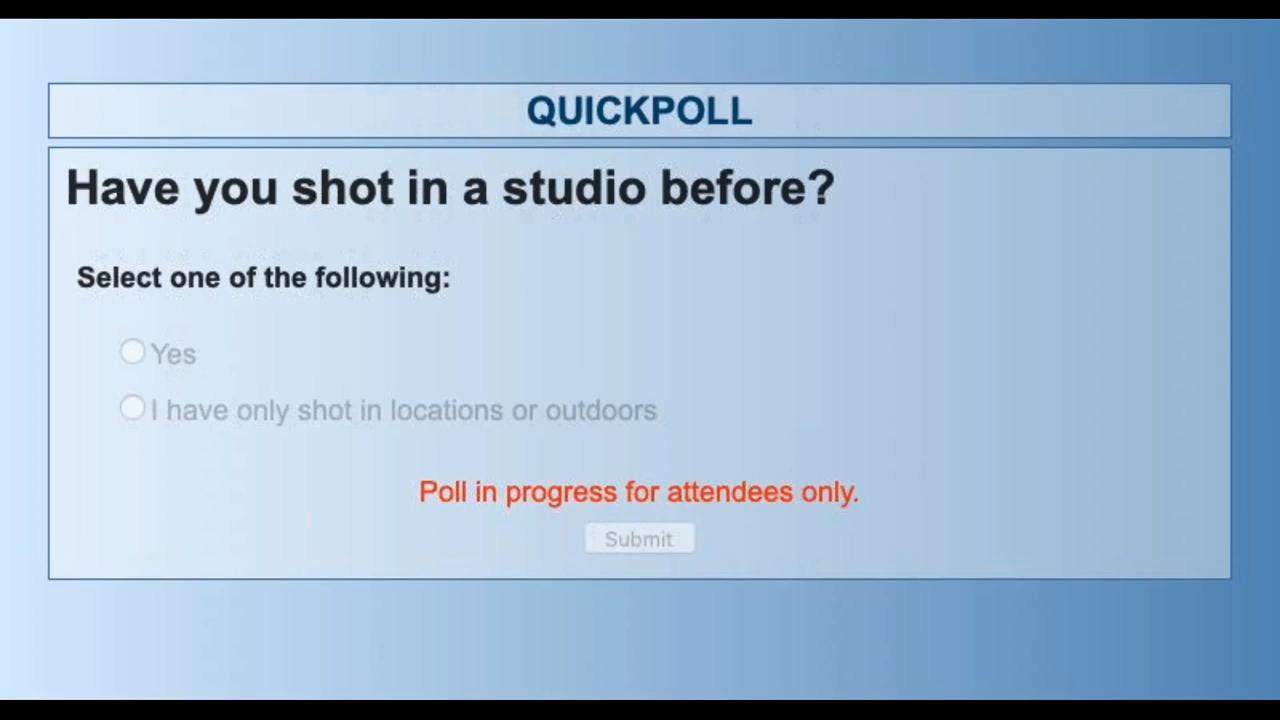 QUICKPOLL
Have you shot in a studio before?
Select one of the following:
Yes
I have only shot in locations or outdoors
Poll in progress for attendees only.
Submit